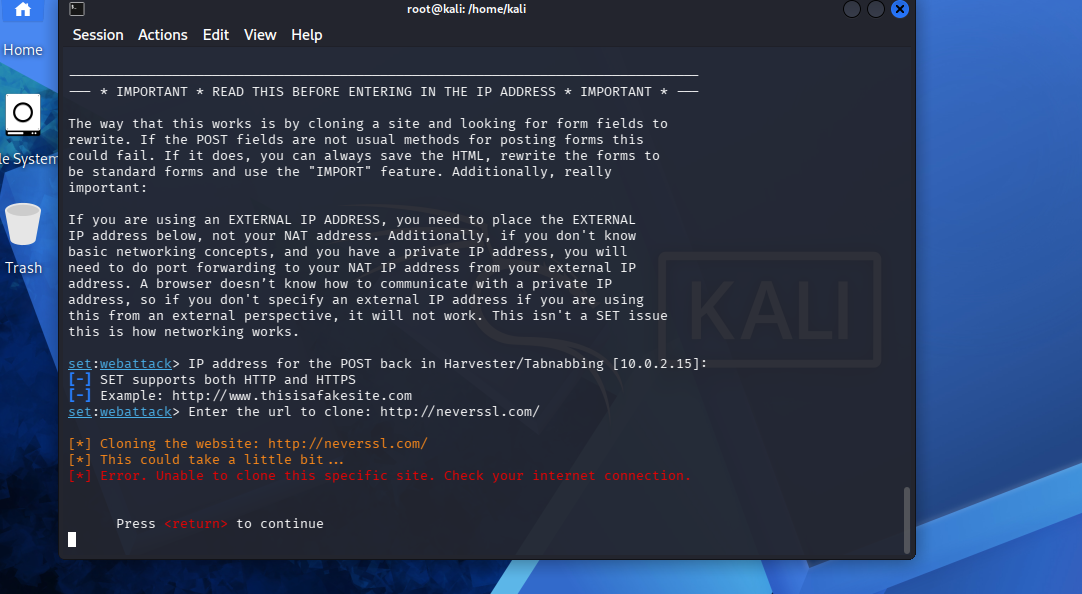 root@kali: /home/kali
Session Actions Edit View Help
Home
le System
Trash
--- * IMPORTANT * READ THIS BEFORE ENTERING IN THE IP ADDRESS * IMPORTANT * ---
The way that this works is by cloning a site and looking for form fields to
rewrite. If the POST fields are not usual methods for posting forms this
could fail. If it does, you can always save the HTML, rewrite the forms to
be standard forms and use the "IMPORT" feature. Additionally, really
important:
If you are using an EXTERNAL IP ADDRESS, you need to place the EXTERNAL
IP address below, not your NAT address. Additionally, if you don't know
basic networking concepts, and you have a private IP address, you will
need to do port forwarding to your NAT IP address from your external IP
address. A browser doesn’t know how to communicate with a private IP
address, so if you don't specify an external IP address if you are using
this from an external perspective, it will not work. This isn't a SET issue
this is how networking works.
set:webattack> IP address for the POST back in Harvester/Tabnabbing [10.0.2.15]:
[-] SET supports both HTTP and HTTPS
[-] Example: http://www.thisisafakesite.com
set:webattack> Enter the url to clone: http://neverssl.com/
[*] Cloning the website: http://neverssl.com/
[*] This could take a little bit...
[*] Error. Unable to clone this specific site. Check your internet connection.
Press <return> to continue
KALI